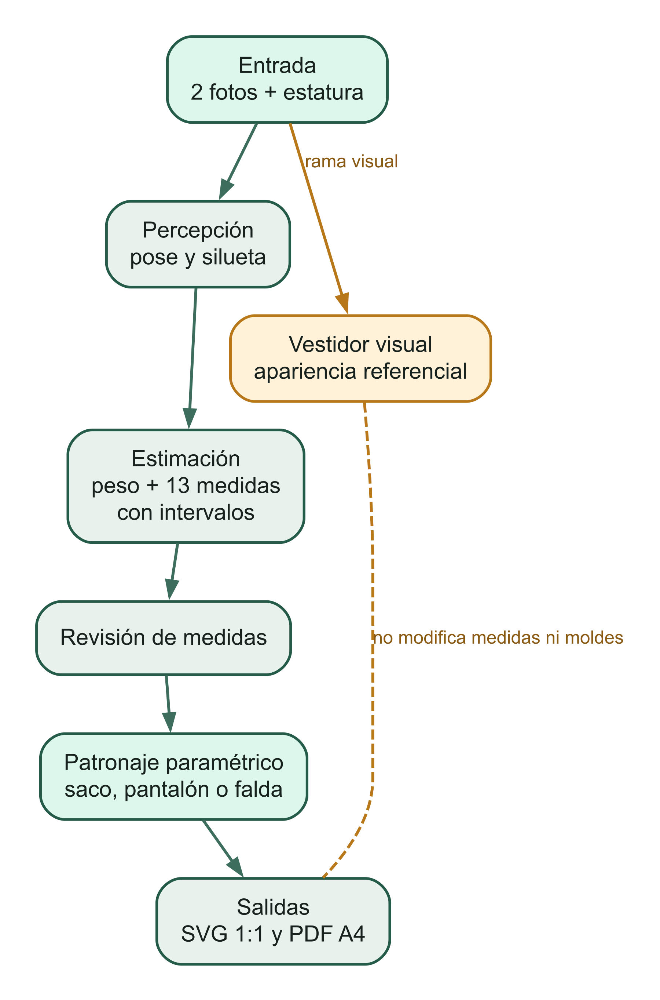 Entrada
2 fotos + estatura
rama visual
Percepción
pose y silueta
Vestidor visual
apariencia referencial
Estimación
peso + 13 medidas
con intervalos
Revisión de medidas
no modifica medidas ni moldes
Patronaje paramétrico
saco, pantalón o falda
Salidas
SVG 1:1 y PDF A4